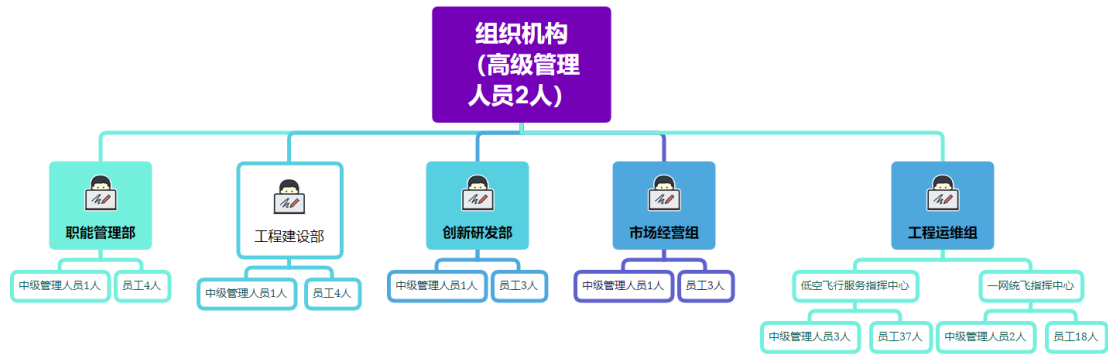 组织机构
（高级管理
人员2人）
职能管理部
工程建设部
创新研发部
市场经营组
工程运维组
中级管理人员1人
员工4人
中级管理人员1人
员工4人
中级管理人员1人
员工3人
中级管理人员1人
员工3人
低空飞行服务指挥中心
一网统飞指挥中心
中级管理人员3人
员工37人
中级管理人员2人
员工18人